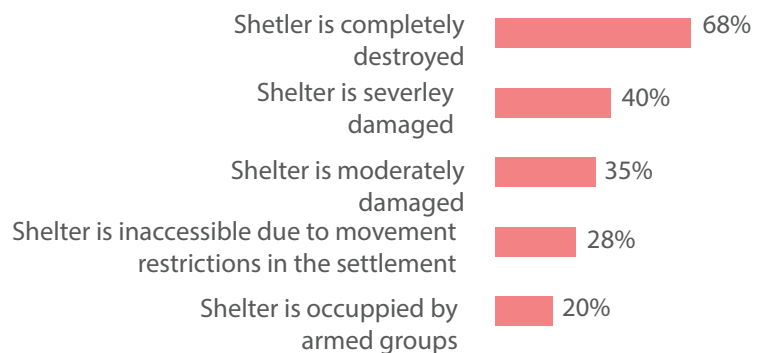 Shetler is completely
destroyed
68%
Shelter is severley
damaged
40%
Shelter is moderately
damaged
35%
Shelter is inaccessible due to movement
restrictions in the settlement
28%
Shelter is occuppied by
armed groups
20%